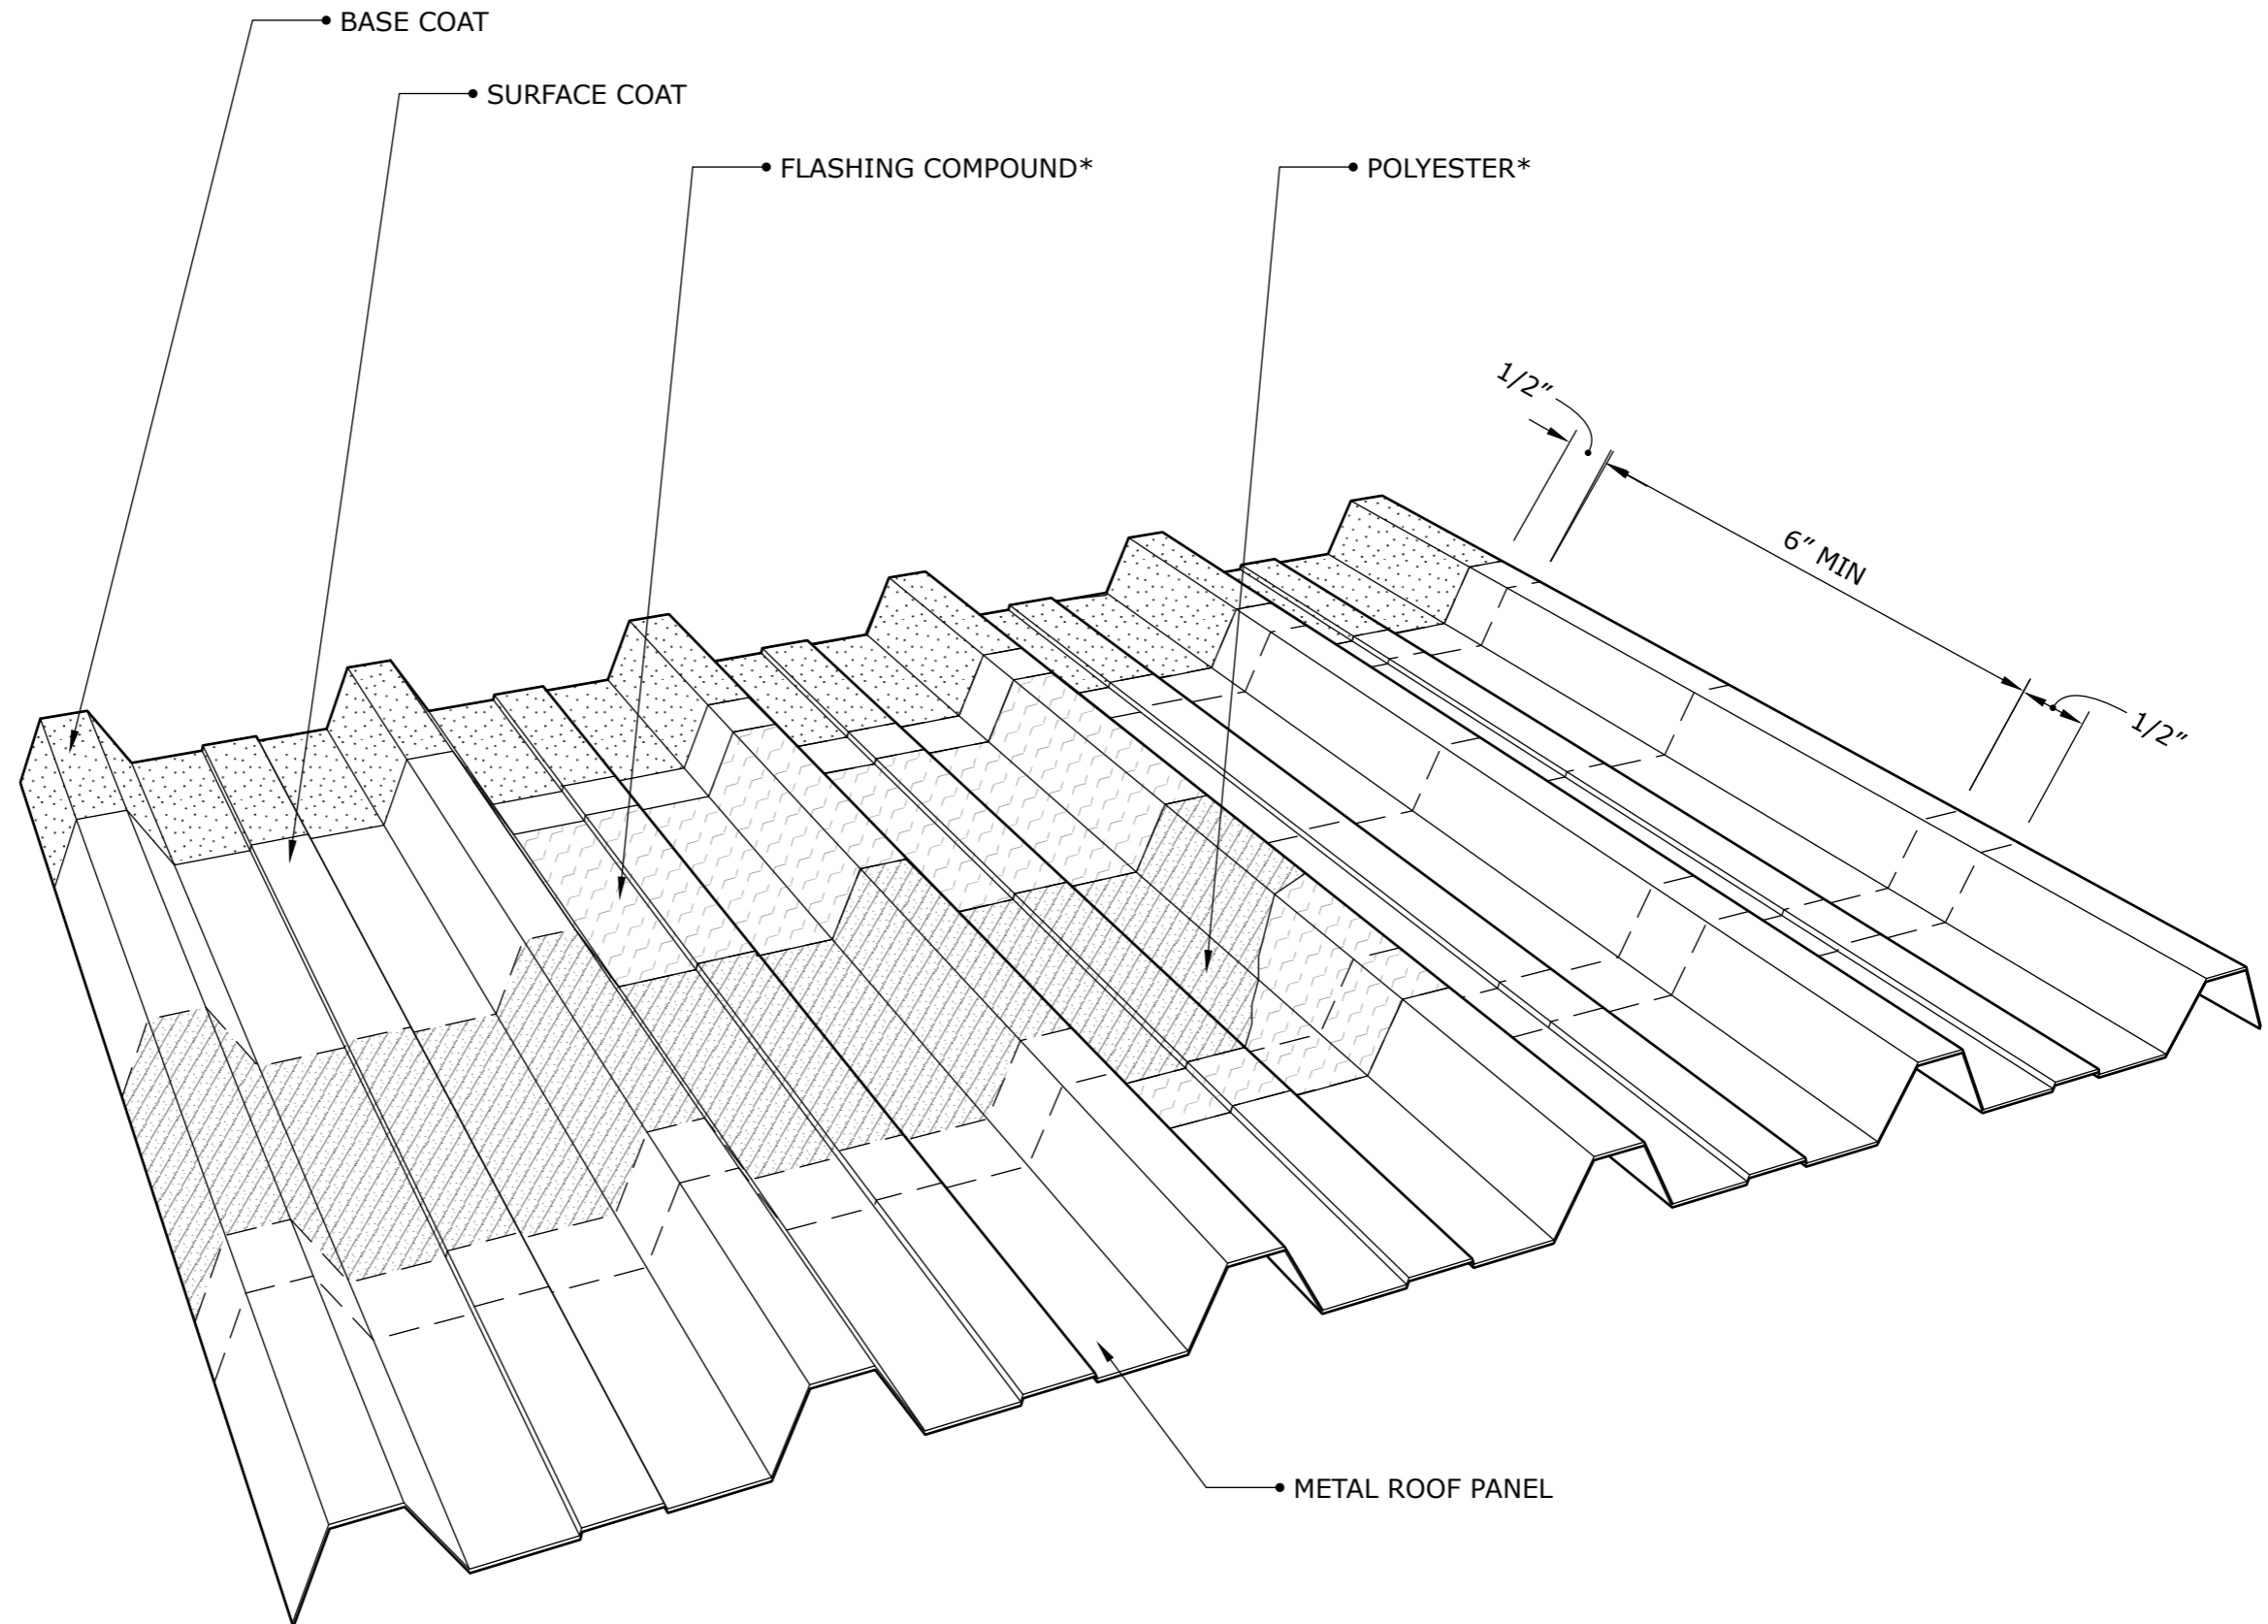 BASE COAT
SURFACE COAT
FLASHING COMPOUND*
POLYESTER*
1/2"
6" MIN
1/2"
METAL ROOF PANEL